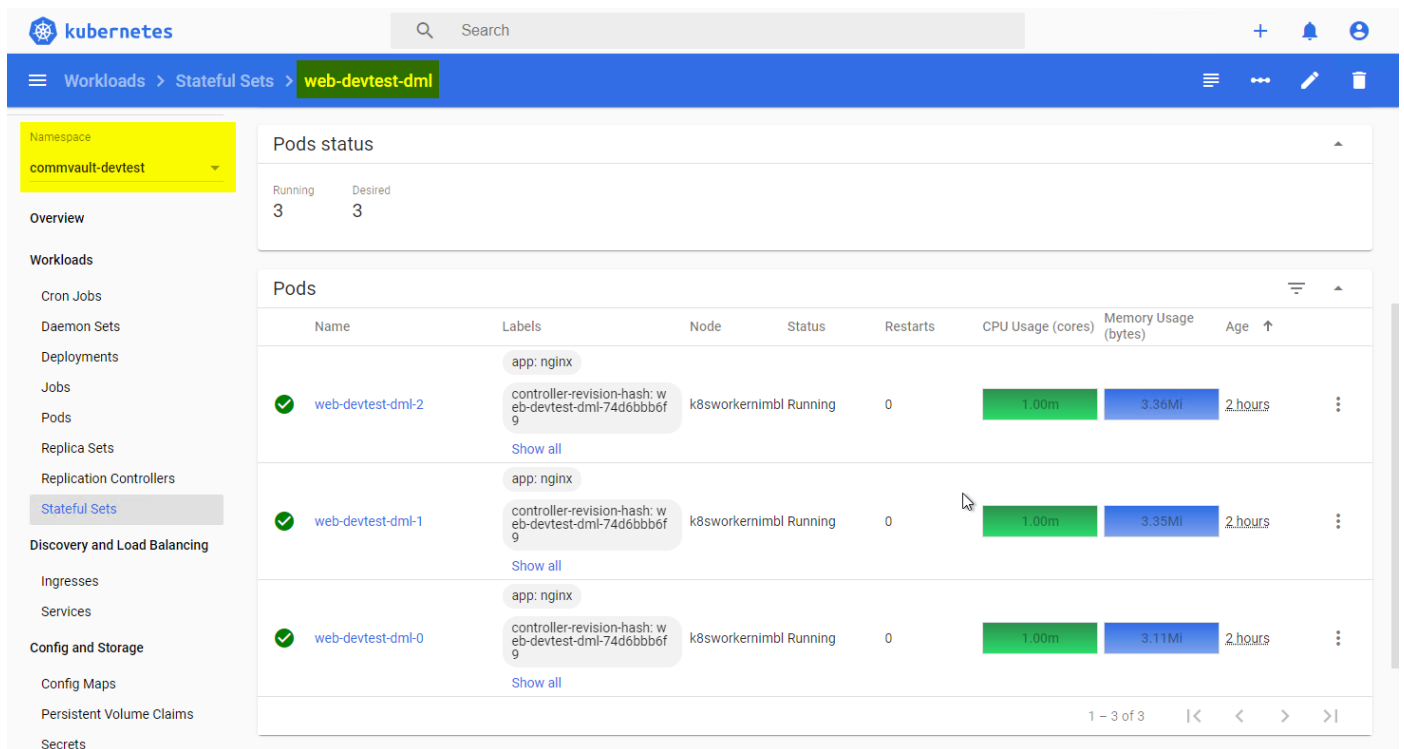 kubernetes
Search
Workloads > Stateful Sets > web-devtest-dml
Namespace
commvault-devtest
Overview
Workloads
Cron Jobs
Daemon Sets
Deployments
Jobs
Pods
Replica Sets
Replication Controllers
Stateful Sets
Discovery and Load Balancing
Ingresses
Services
Config and Storage
Config Maps
Persistent Volume Claims
Secrets
Pods status
Running Desired
3 3
Pods
Name Labels Node Status Restarts CPU Usage (cores) Memory Usage (bytes) Age
app: nginx
controller-revision-hash: w
eb-devtest-dml-74d6bbb6f
9
web-devtest-dml-2 k8sworkernimbl Running 0 1.00m 3.36Mi 2 hours
Show all
app: nginx
controller-revision-hash: w
eb-devtest-dml-74d6bbb6f
9
web-devtest-dml-1 k8sworkernimbl Running 0 1.00m 3.35Mi 2 hours
Show all
app: nginx
controller-revision-hash: w
eb-devtest-dml-74d6bbb6f
9
web-devtest-dml-0 k8sworkernimbl Running 0 1.00m 3.11Mi 2 hours
Show all
1 – 3 of 3